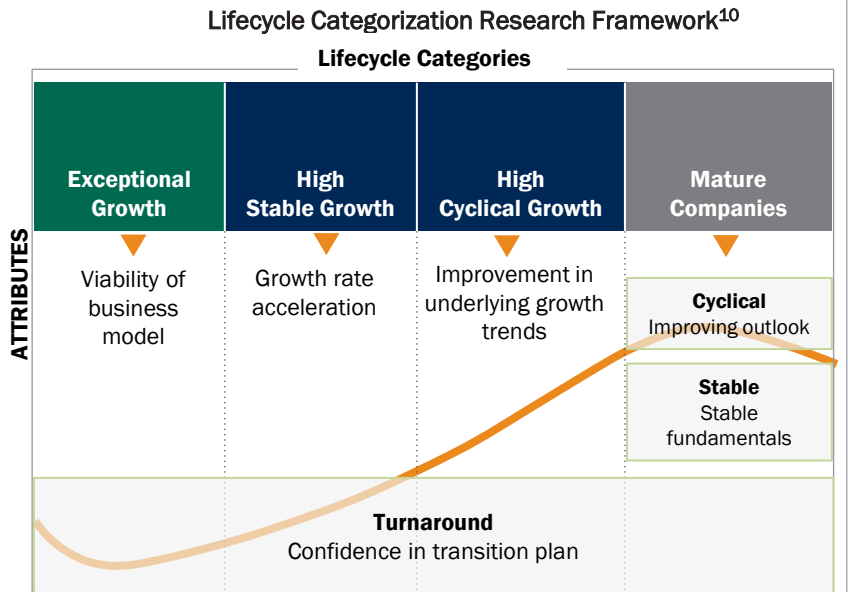 Lifecycle Categorization Research Framework¹⁰
Lifecycle Categories
ATTRIBUTES
Exceptional
Growth
High
Stable Growth
High
Cyclical Growth
Mature
Companies
Viability of
business
model
Growth rate
acceleration
Improvement in
underlying growth
trends
Cyclical
Improving outlook
Stable
Stable
fundamentals
Turnaround
Confidence in transition plan